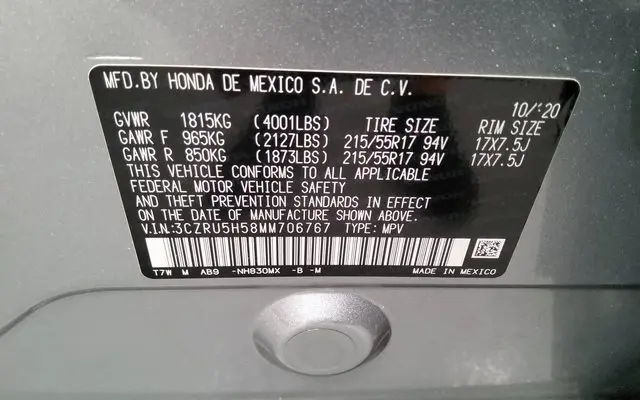 MFD.BY HONDA DE MEXICO S.A. DE C.V.
10/'20
GVWR 1815KG (4001LBS) TIRE SIZE RIM SIZE
GAWR F 965KG (2127LBS) 215/55R17 94V 17X7.5J
GAWR R 850KG (1873LBS) 215/55R17 94V 17X7.5J
THIS VEHICLE CONFORMS TO ALL APPLICABLE
FEDERAL MOTOR VEHICLE SAFETY
AND THEFT PREVENTION STANDARDS IN EFFECT
ON THE DATE OF MANUFACTURE SHOWN ABOVE.
V.I.N:3CZRU5H58MM706767 TYPE: MPV
T7W M AB9 -NH830MX -B -M
MADE IN MEXICO